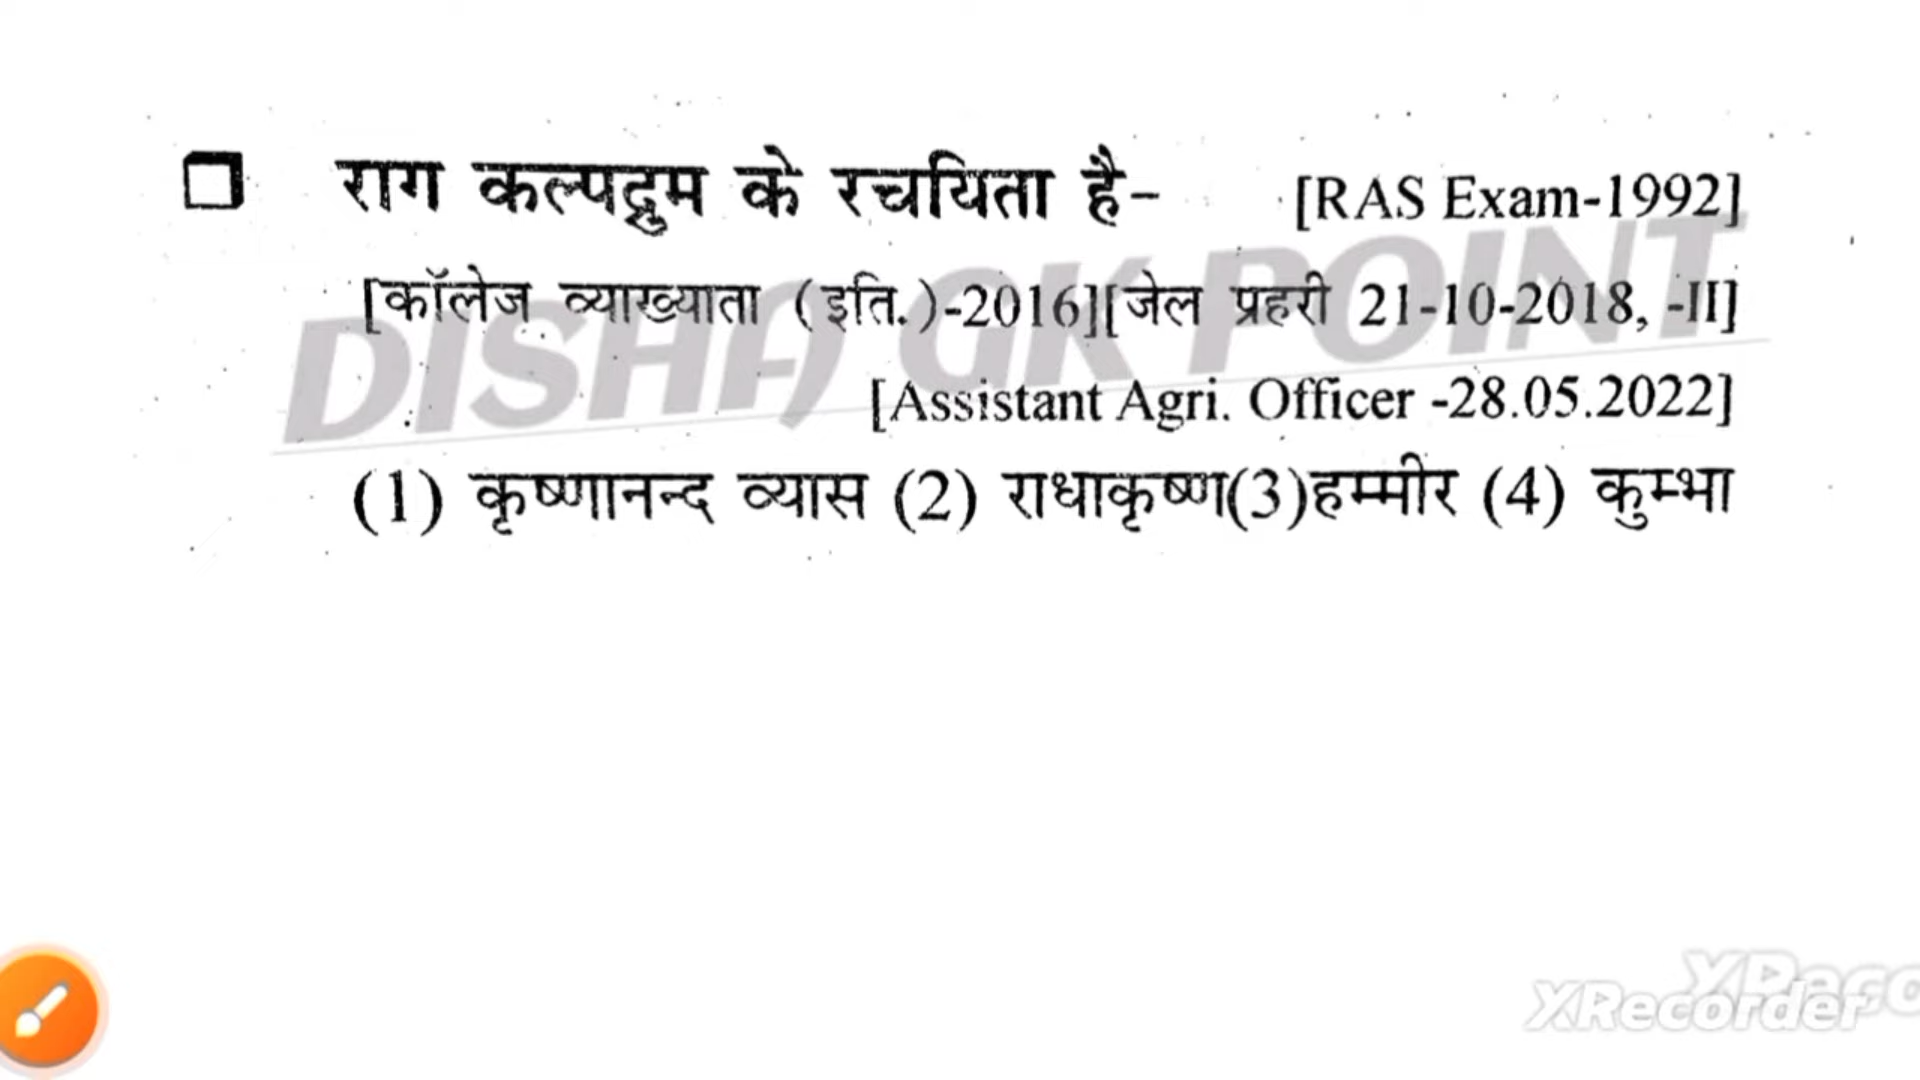 राग कल्पद्रुम के रचयिता है- [RAS Exam-1992]
[कॉलेज व्याख्याता (इति.)-2016][जेल प्रहरी 21-10-2018, -II]
DISHA GK POINT
[Assistant Agri. Officer -28.05.2022]
(1) कृष्णानन्द व्यास (2) राधाकृष्ण(3)हम्मीर (4) कुम्भा
XReco
XRecorder